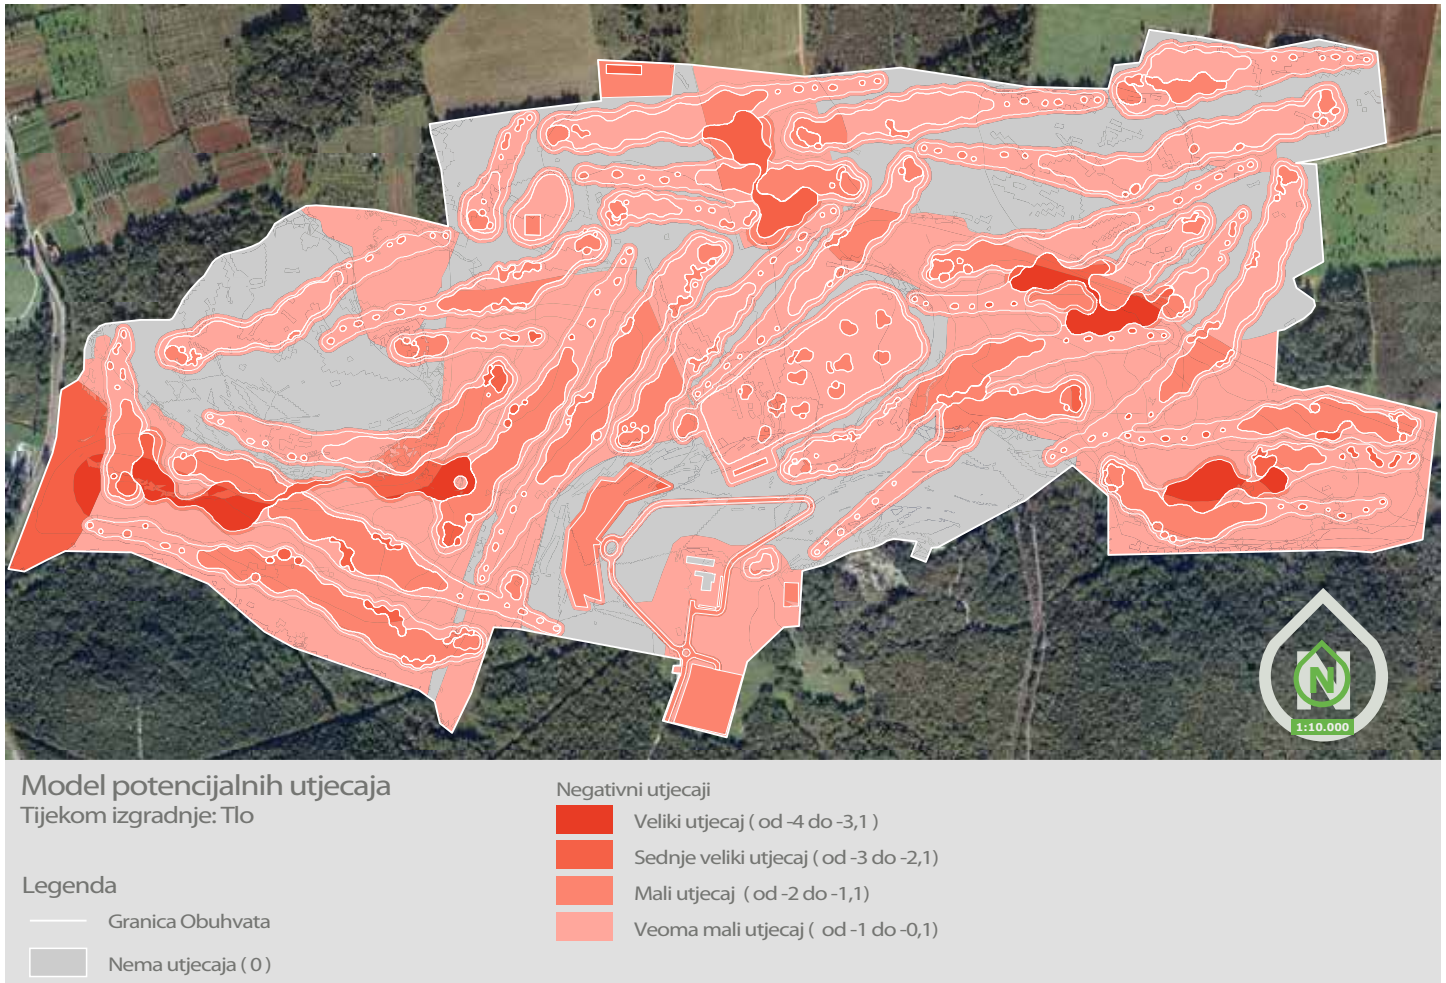 N
1:10.000
Model potencijalnih utjecaja
Tijekom izgradnje: Tlo
Legenda
Granica Obuhvata
Nema utjecaja ( 0 )
Negativni utjecaji
Veliki utjecaj ( od -4 do -3,1 )
Sednje veliki utjecaj ( od -3 do -2,1)
Mali utjecaj ( od -2 do -1,1)
Veoma mali utjecaj ( od -1 do -0,1)